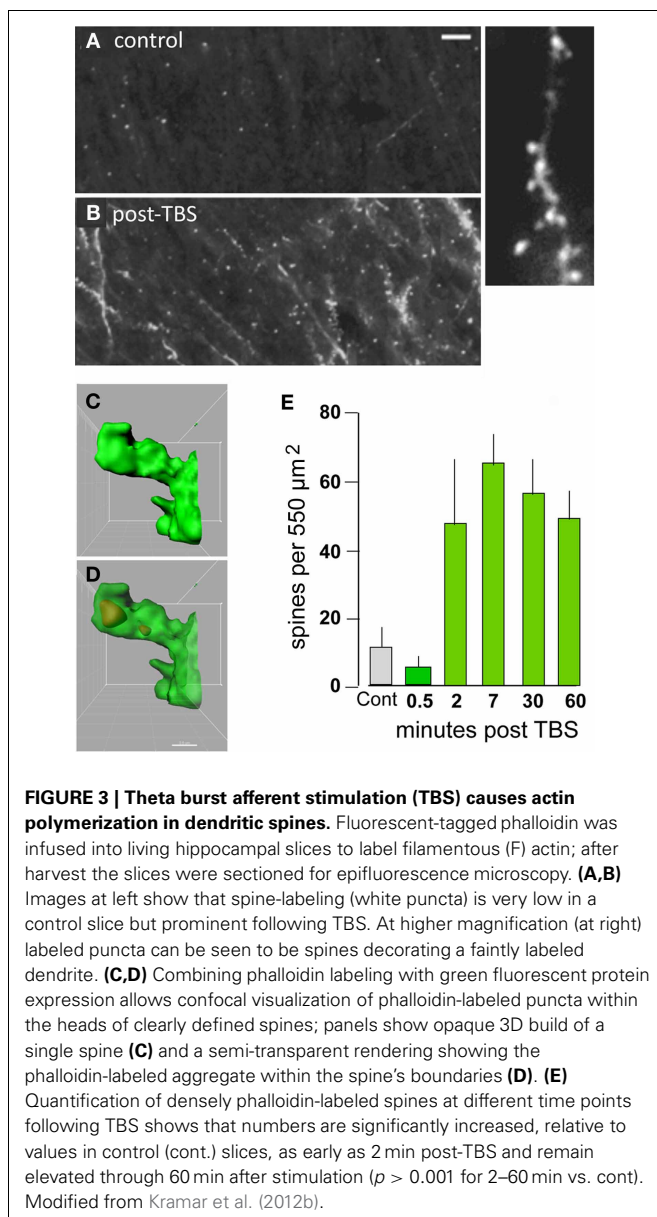 A control
B post-TBS
C
D
E
80
60
40
20
0
spines per 550 µm 2
Cont 0.5 2 7 30 60
minutes post TBS
FIGURE 3 | Theta burst afferent stimulation (TBS) causes actin
polymerization in dendritic spines. Fluorescent-tagged phalloidin was
infused into living hippocampal slices to label filamentous (F) actin; after
harvest the slices were sectioned for epifluorescence microscopy. (A,B)
Images at left show that spine-labeling (white puncta) is very low in a
control slice but prominent following TBS. At higher magnification (at right)
labeled puncta can be seen to be spines decorating a faintly labeled
dendrite. (C,D) Combining phalloidin labeling with green fluorescent protein
expression allows confocal visualization of phalloidin-labeled puncta within
the heads of clearly defined spines; panels show opaque 3D build of a
single spine (C) and a semi-transparent rendering showing the
phalloidin-labeled aggregate within the spine's boundaries (D). (E)
Quantification of densely phalloidin-labeled spines at different time points
following TBS shows that numbers are significantly increased, relative to
values in control (cont.) slices, as early as 2 min post-TBS and remain
elevated through 60 min after stimulation (p > 0.001 for 2–60 min vs. cont).
Modified from Kramar et al. (2012b).